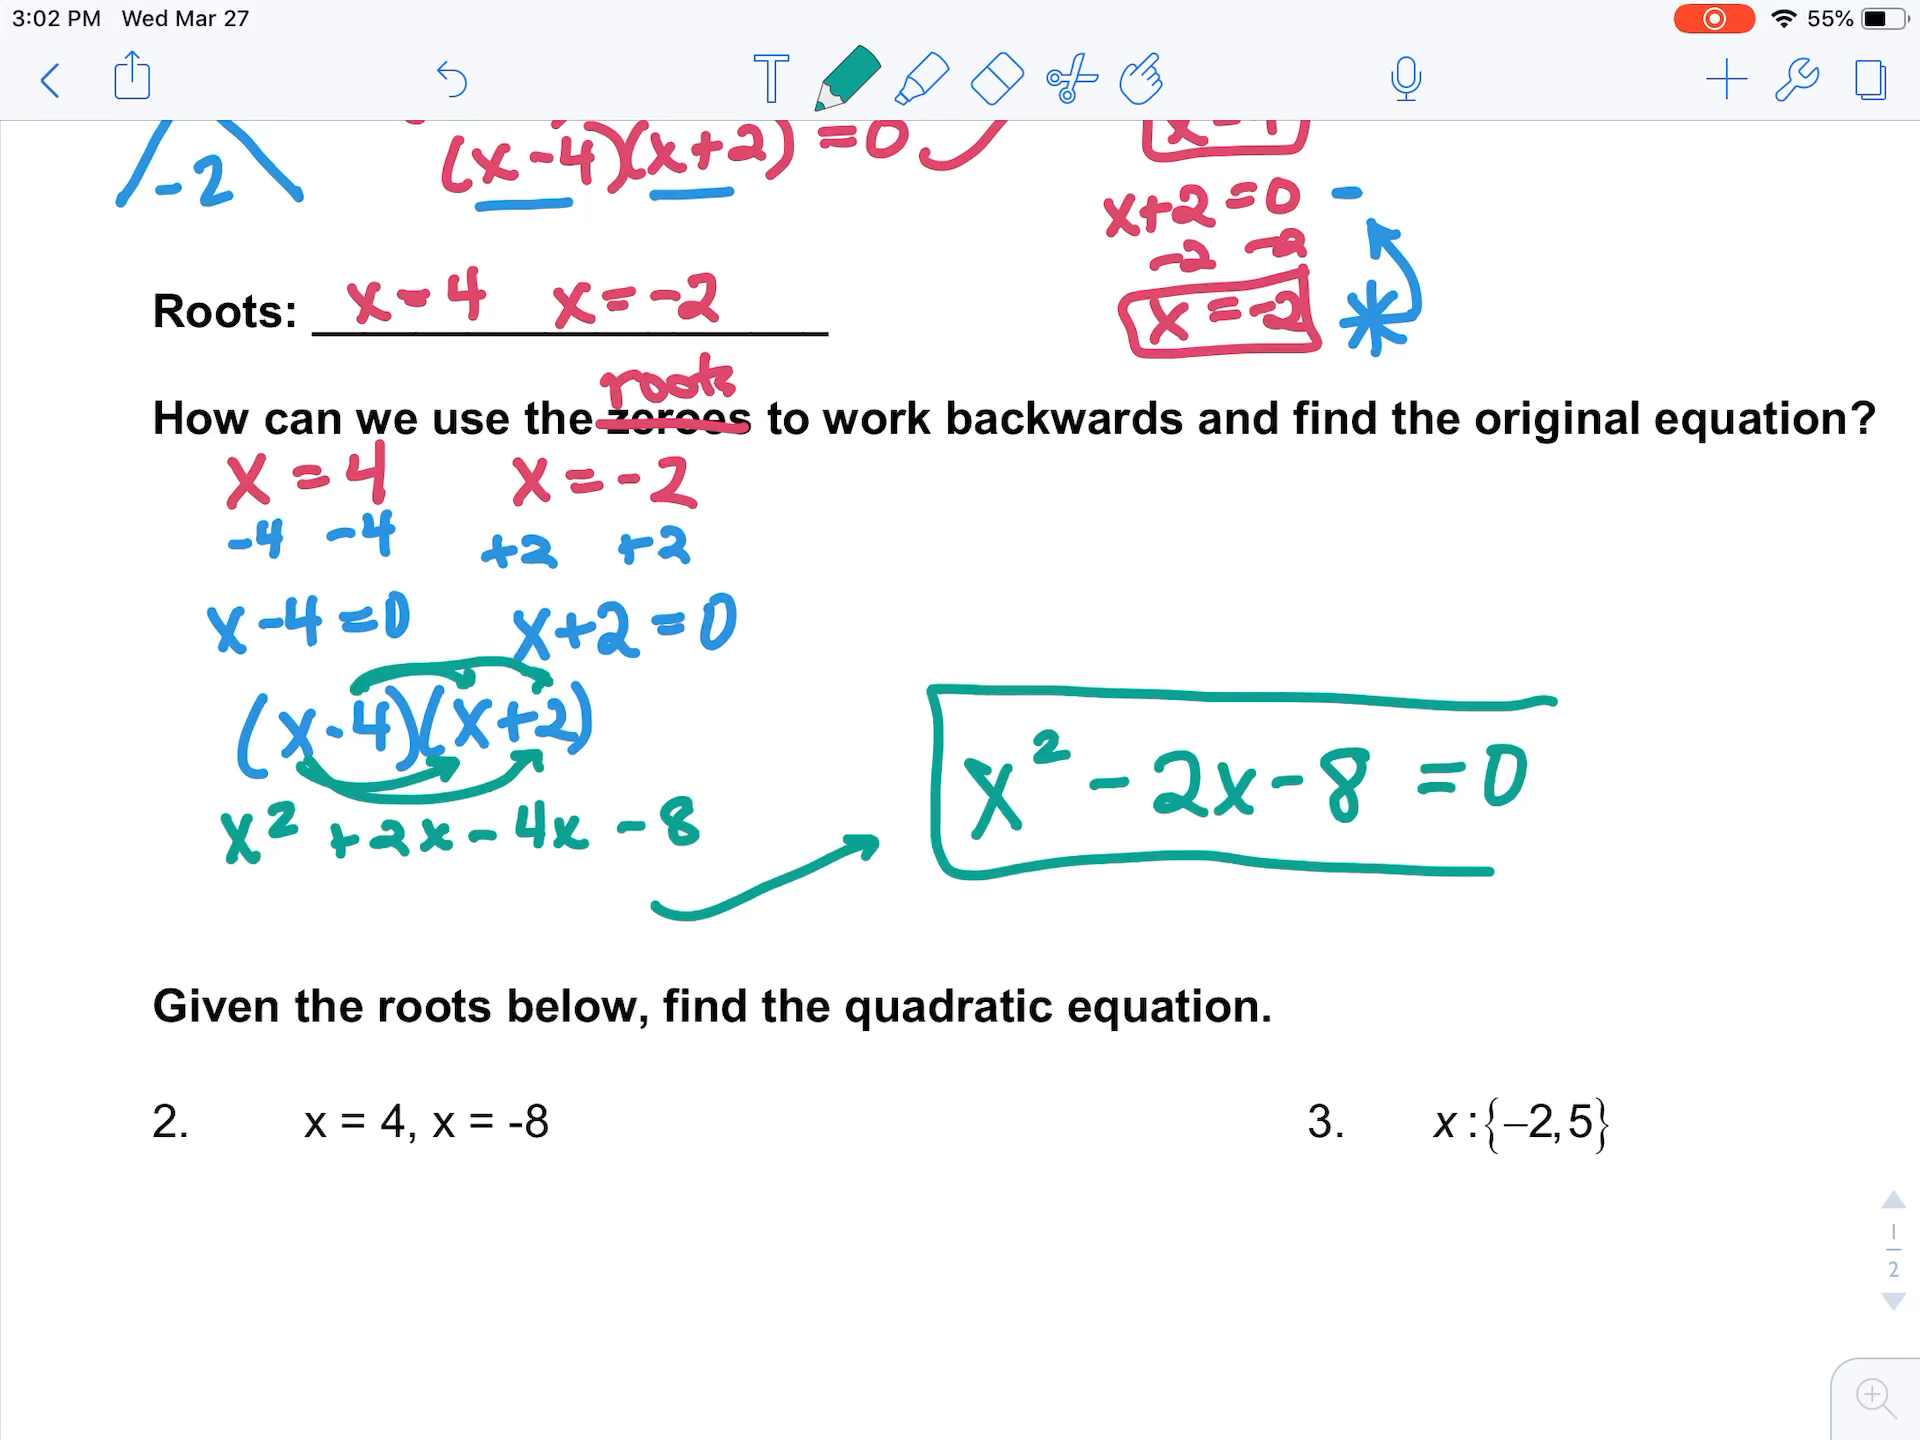 3:02 PM Wed Mar 27
55%
T
-2
(x-4)(x+2) =0
x+2=0 -
-2 -2
x=-2
Roots: x=4 x=-2
roots
How can we use the zeroes to work backwards and find the original equation?
x=4 x=-2
-4 -4 +2 +2
x-4=0 x+2=0
(x-4)(x+2)
x² +2x-4x-8
x²-2x-8=0
Given the roots below, find the quadratic equation.
2. x = 4, x = -8
3. x:{−2,5}
1
2